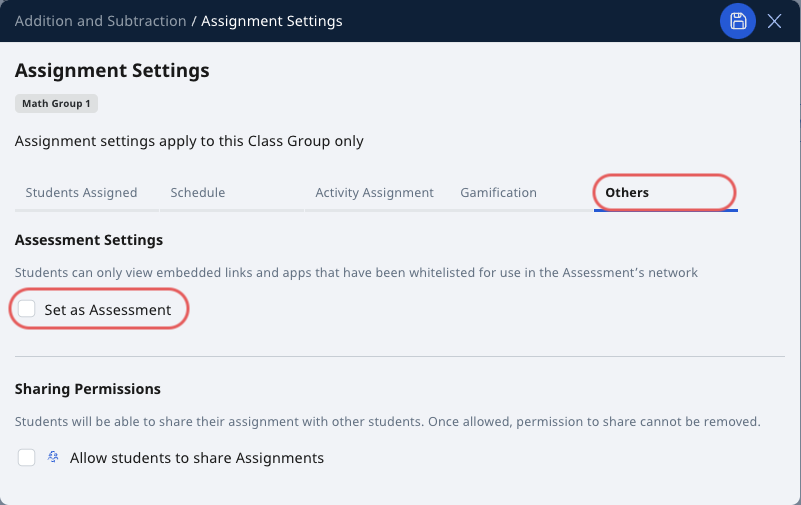 Addition and Subtraction / Assignment Settings
Assignment Settings
Math Group 1
Assignment settings apply to this Class Group only
Students Assigned Schedule Activity Assignment Gamification Others
Assessment Settings
Students can only view embedded links and apps that have been whitelisted for use in the Assessment's network
Set as Assessment
Sharing Permissions
Students will be able to share their assignment with other students. Once allowed, permission to share cannot be removed.
Allow students to share Assignments